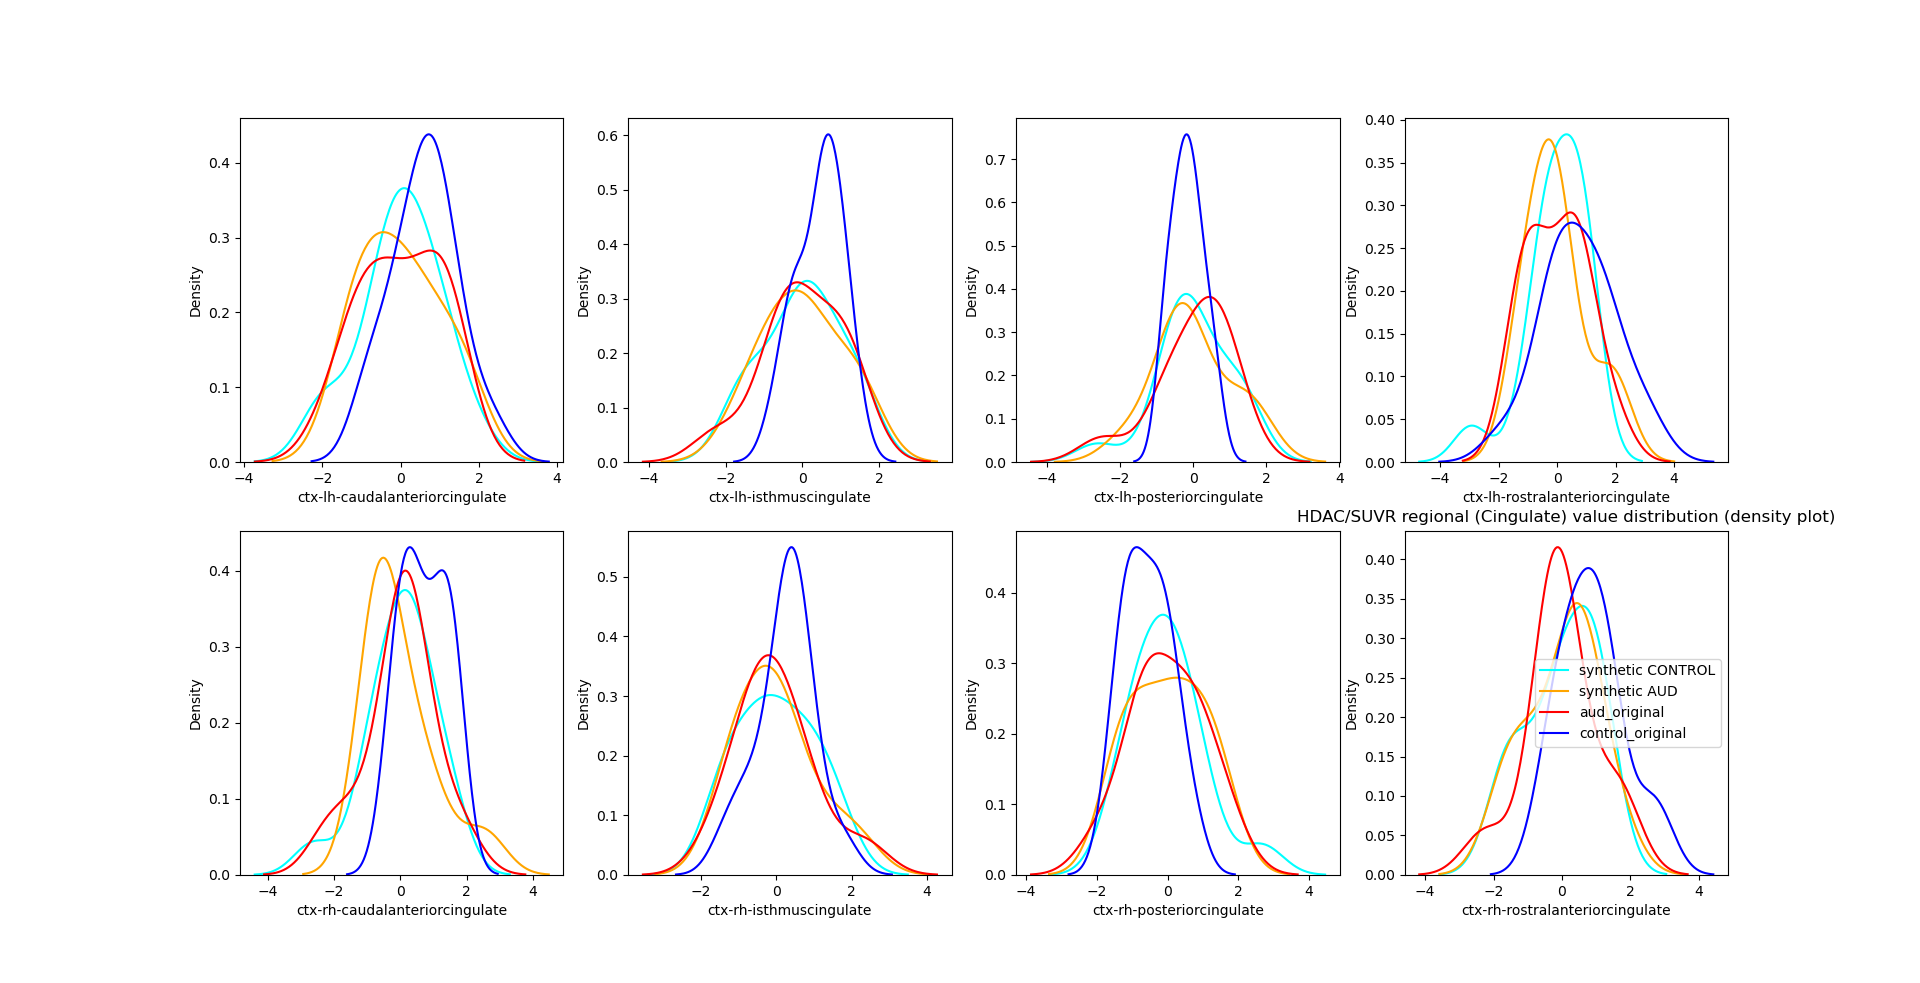 Density
0.0
0.1
0.2
0.3
0.4
−4 −2 0 2 4
ctx-lh-caudalanteriorcingulate
Density
0.0
0.1
0.2
0.3
0.4
0.5
0.6
−4 −2 0 2
ctx-lh-isthmuscingulate
Density
0.0
0.1
0.2
0.3
0.4
0.5
0.6
0.7
−4 −2 0 2 4
ctx-lh-posteriorcingulate
Density
0.00
0.05
0.10
0.15
0.20
0.25
0.30
0.35
0.40
−4 −2 0 2 4
ctx-lh-rostralanteriorcingulate
HDAC/SUVR regional (Cingulate) value distribution (density plot)
Density
0.0
0.1
0.2
0.3
0.4
−4 −2 0 2 4
ctx-rh-caudalanteriorcingulate
Density
0.0
0.1
0.2
0.3
0.4
0.5
−2 0 2 4
ctx-rh-isthmuscingulate
Density
0.0
0.1
0.2
0.3
0.4
−4 −2 0 2 4
ctx-rh-posteriorcingulate
Density
0.00
0.05
0.10
0.15
0.20
0.25
0.30
0.35
0.40
−4 −2 0 2 4
ctx-rh-rostralanteriorcingulate
synthetic CONTROL
synthetic AUD
aud_original
control_original